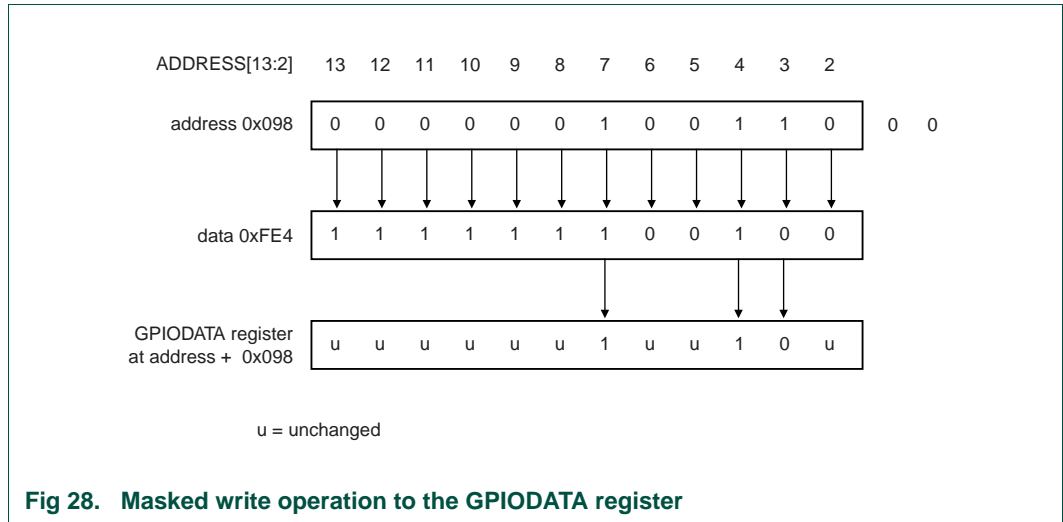 ADDRESS[13:2] 13 12 11 10 9 8 7 6 5 4 3 2
address 0x098 0 0 0 0 0 0 1 0 0 1 1 0 0 0
data 0xFE4 1 1 1 1 1 1 1 0 0 1 0 0
GPIODATA register
at address + 0x098
u u u u u u 1 u u 1 0 u
u = unchanged
Fig 28. Masked write operation to the GPIODATA register